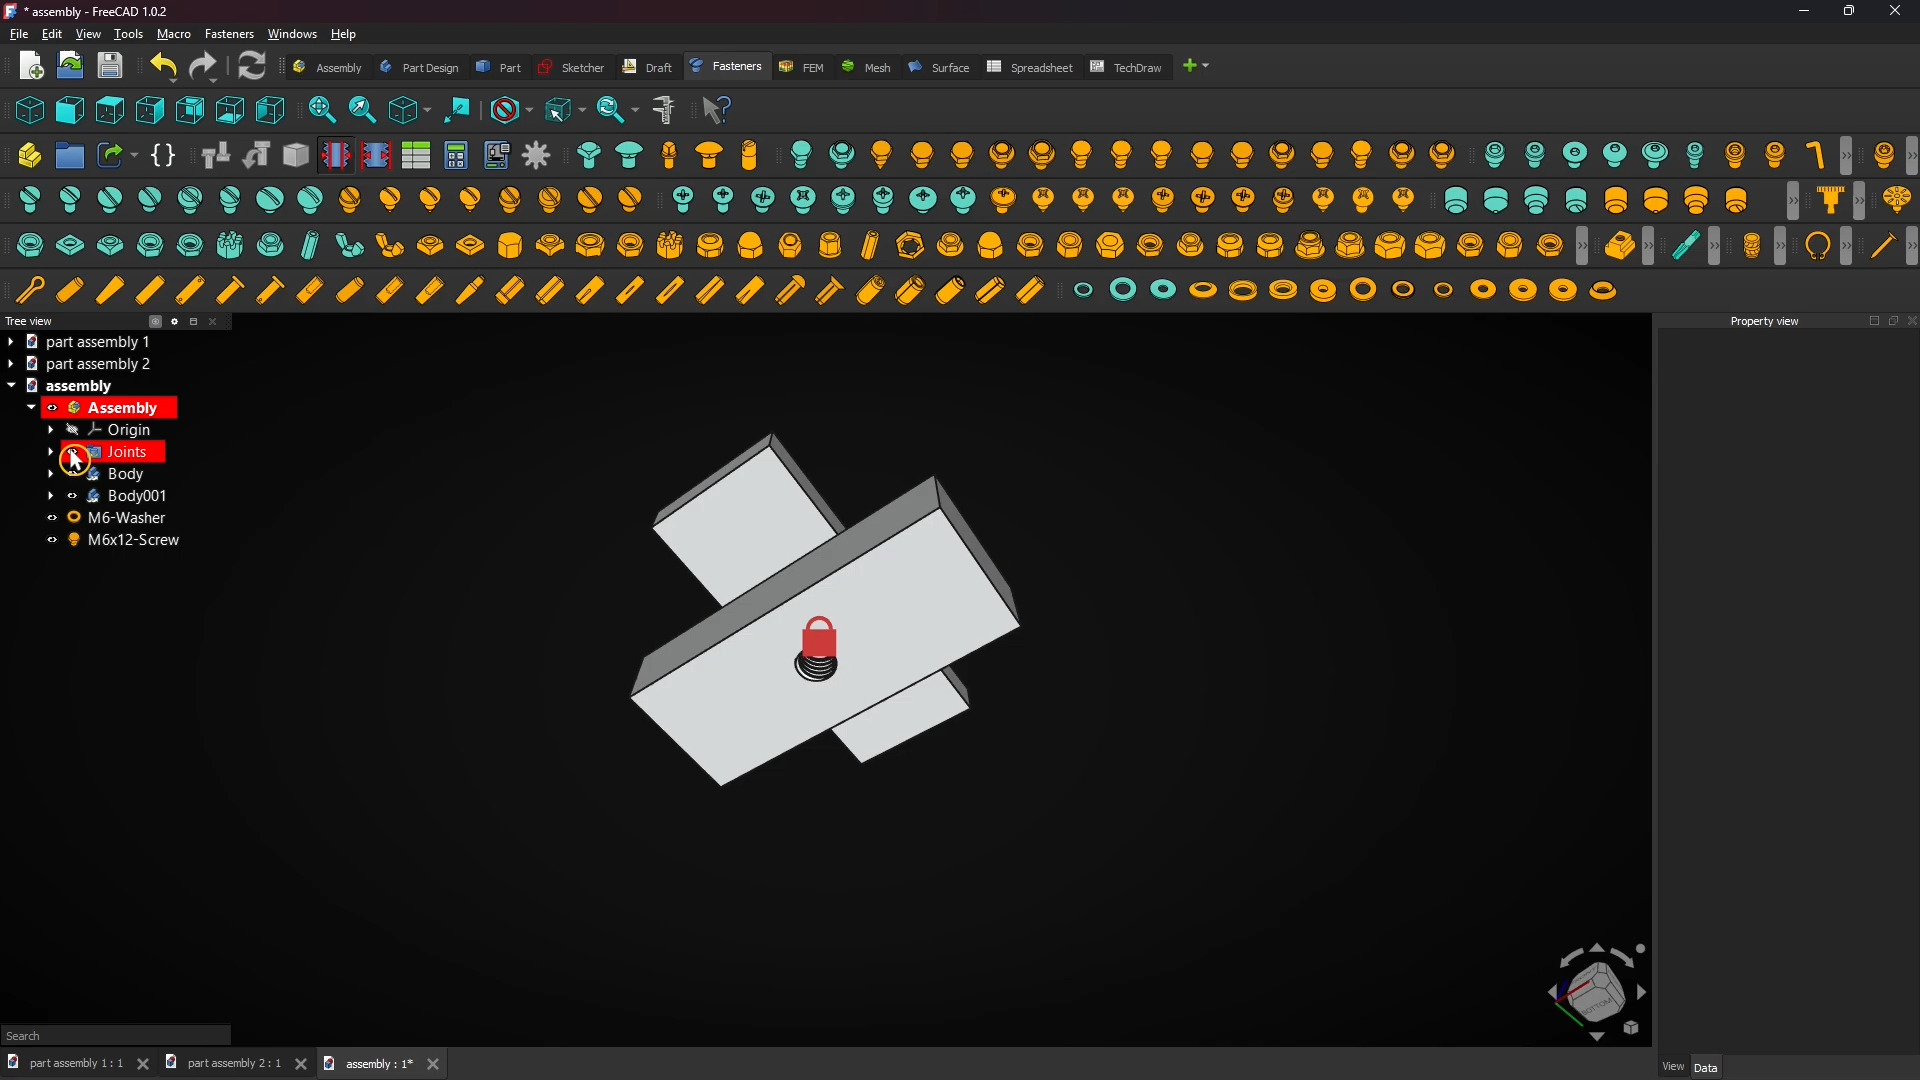 * assembly - FreeCAD 1.0.2
File Edit View Tools Macro Fasteners Windows Help
Assembly Part Design Part Sketcher Draft Fasteners FEM Mesh Surface Spreadsheet TechDraw
Tree view
Property view
part assembly 1
part assembly 2
assembly
Assembly
Origin
Joints
Body
Body001
M6-Washer
M6x12-Screw
BOTTOM
Search
part assembly 1 : 1 part assembly 2 : 1 assembly : 1*
View Data